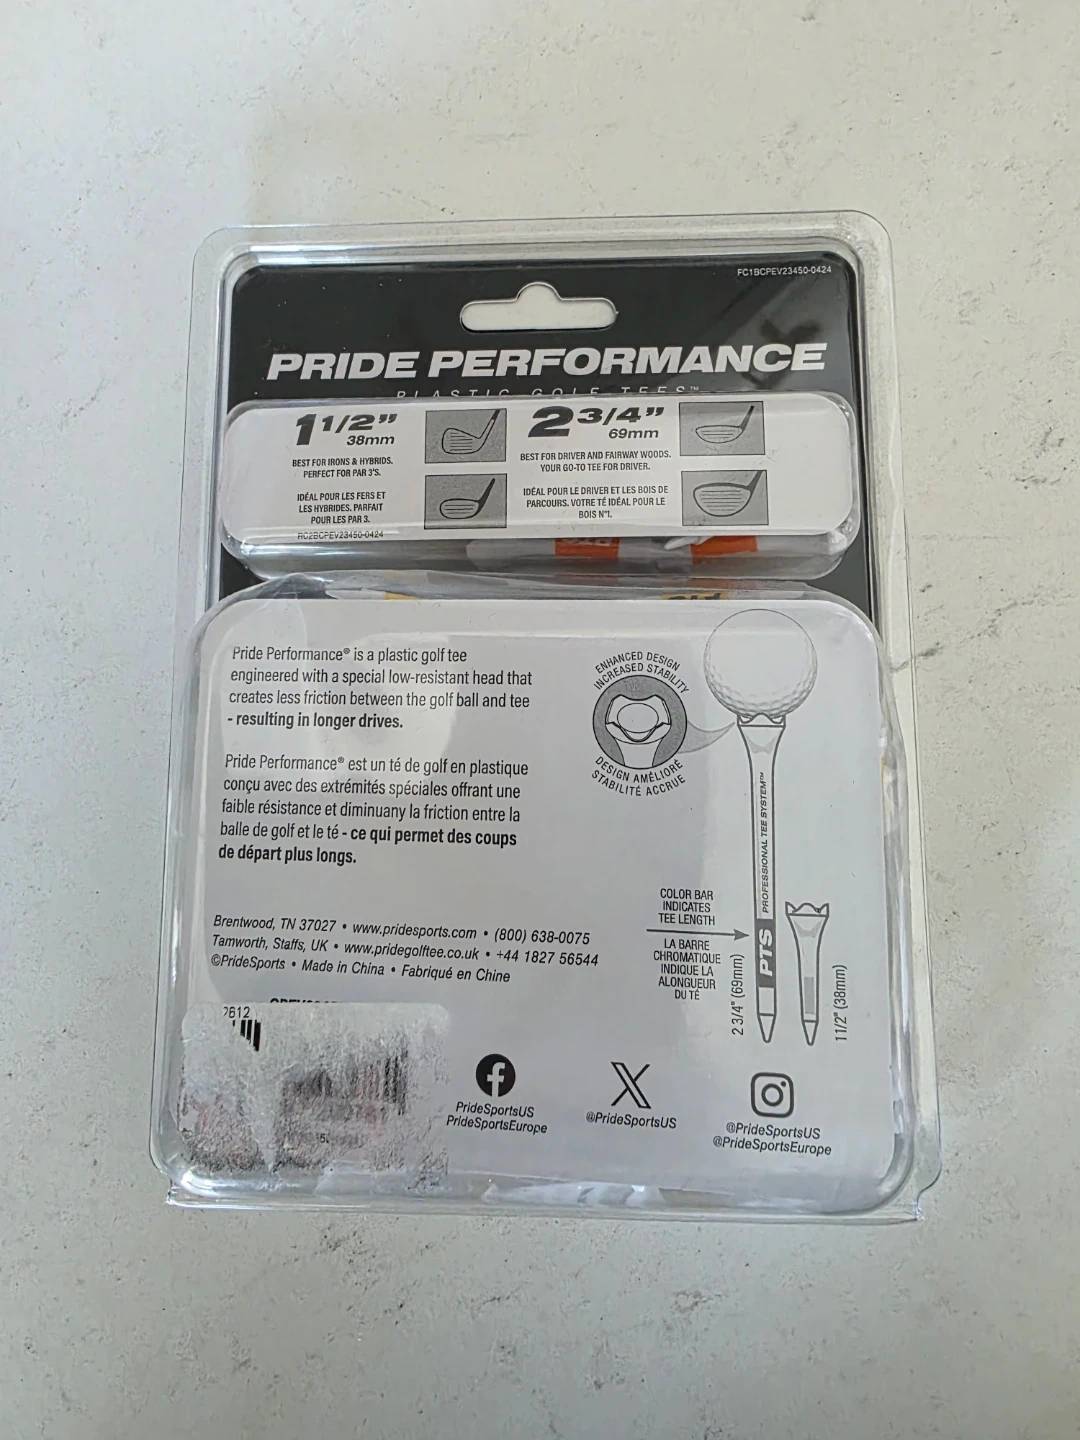 FC1BCPEV23450-0424
PRIDE PERFORMANCE
PLASTIC GOLF TEES™
1 1/2"
38mm
BEST FOR IRONS & HYBRIDS.
PERFECT FOR PAR 3'S.
IDÉAL POUR LES FERS ET
LES HYBRIDES. PARFAIT
POUR LES PAR 3.
RC2BCPEV23450-0424
2 3/4"
69mm
BEST FOR DRIVER AND FAIRWAY WOODS.
YOUR GO-TO TEE FOR DRIVER.
IDÉAL POUR LE DRIVER ET LES BOIS DE
PARCOURS. VOTRE TÉ IDÉAL POUR LE
BOIS N°1.
Pride Performance® is a plastic golf tee
engineered with a special low-resistant head that
creates less friction between the golf ball and tee
- resulting in longer drives.
Pride Performance® est un té de golf en plastique
conçu avec des extrémités spéciales offrant une
faible résistance et diminuany la friction entre la
balle de golf et le té - ce qui permet des coups
de départ plus longs.
ENHANCED DESIGN
INCREASED STABILITY
DESIGN AMÉLIORÉ
STABILITÉ ACCRUE
PROFESSIONAL TEE SYSTEM™
PTS
COLOR BAR
INDICATES
TEE LENGTH
LA BARRE
CHROMATIQUE
INDIQUE LA
ALONGUEUR
DU TÉ
2 3/4" (69mm)
1 1/2" (38mm)
Brentwood, TN 37027 • www.pridesports.com • (800) 638-0075
Tamworth, Staffs, UK • www.pridegolftee.co.uk • +44 1827 56544
©PrideSports • Made in China • Fabriqué en Chine
2612
PrideSportsUS
PrideSportsEurope
@PrideSportsUS
@PrideSportsUS
@PrideSportsEurope